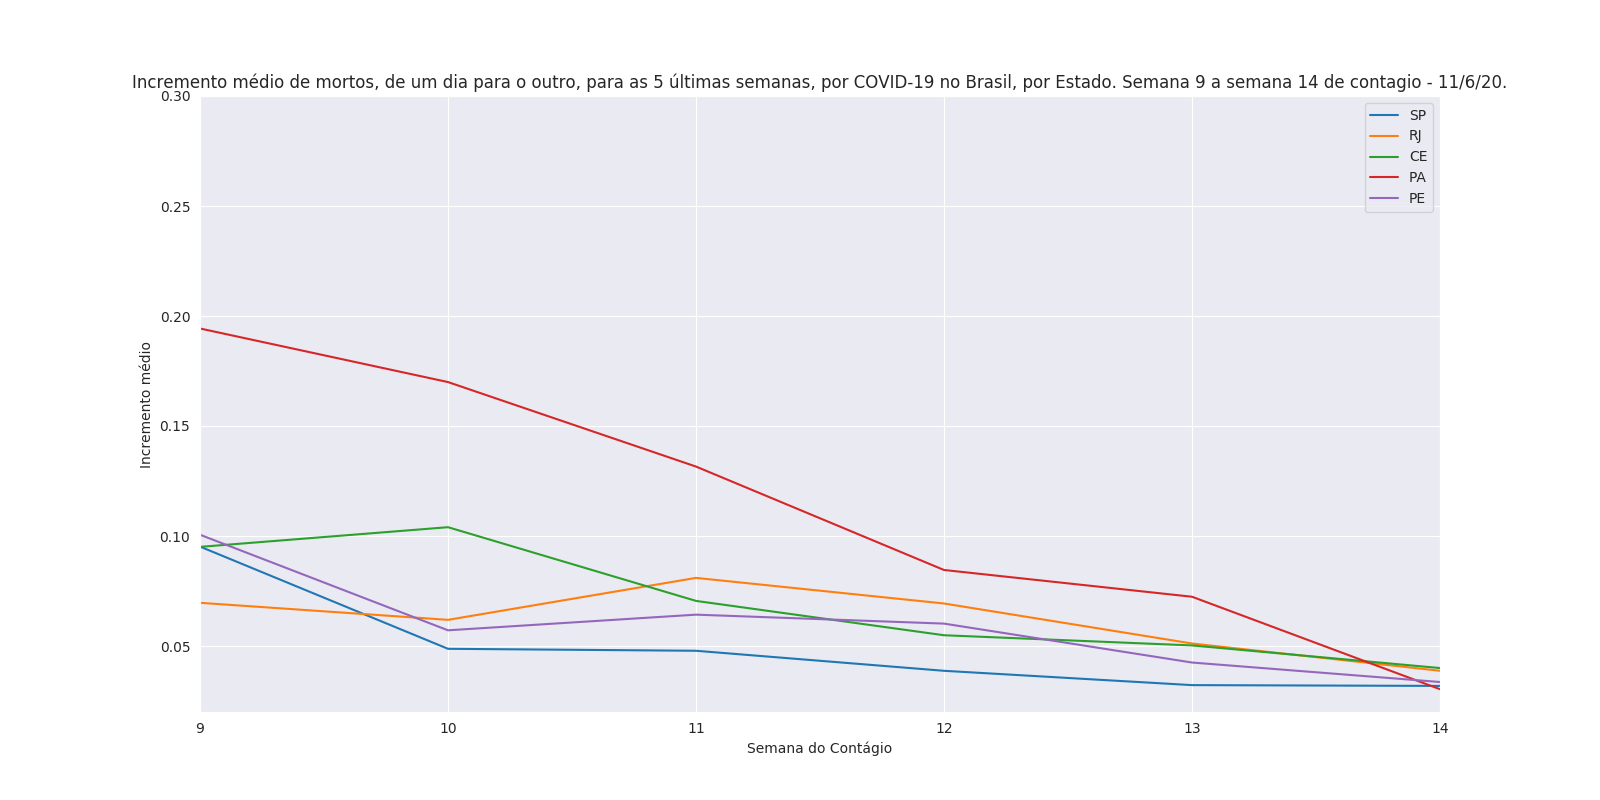 Incremento médio de mortos, de um dia para o outro, para as 5 últimas semanas, por COVID-19 no Brasil, por Estado. Semana 9 a semana 14 de contagio - 11/6/20.
0.30
0.25
0.20
0.15
0.10
0.05
Incremento médio
SP
RJ
CE
PA
PE
9 10 11 12 13 14
Semana do Contágio